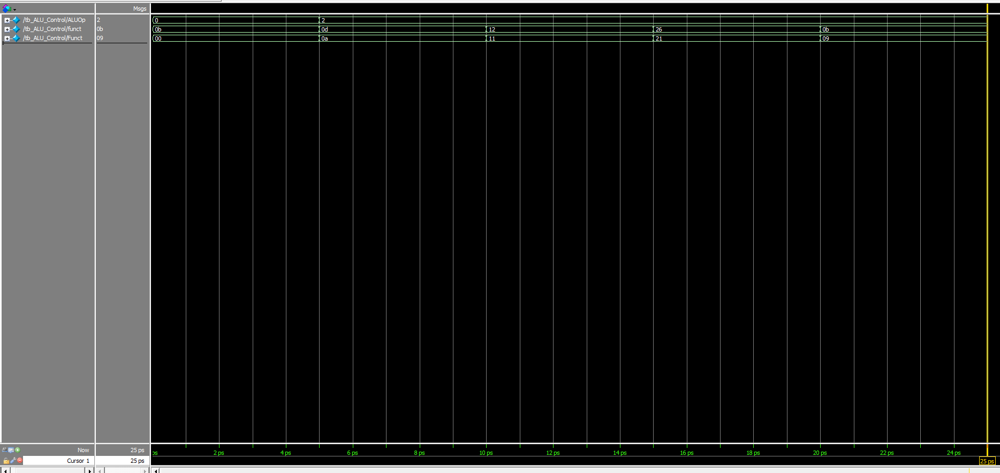 Msgs
/tb_ALU_Control/ALUOp 2 0 2
/tb_ALU_Control/funct 0b 0b 0d 12 26 0b
/tb_ALU_Control/Funct 09 00 0a 11 21 09
Now 25 ps ps 2 ps 4 ps 6 ps 8 ps 10 ps 12 ps 14 ps 16 ps 18 ps 20 ps 22 ps 24 ps
Cursor 1 25 ps 25 ps